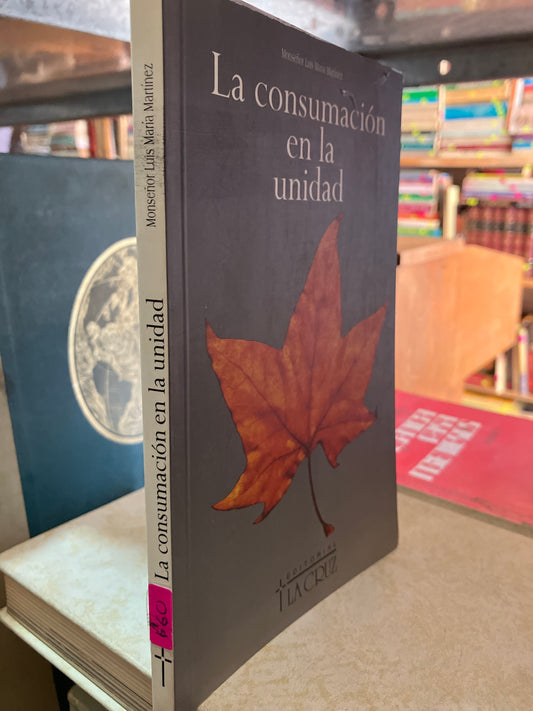 Monseñor Luis María Martínez
La consumación
en la
unidad
EDITORIAL
LA CRUZ
Monseñor Luis María Martínez
La consumación en la unidad